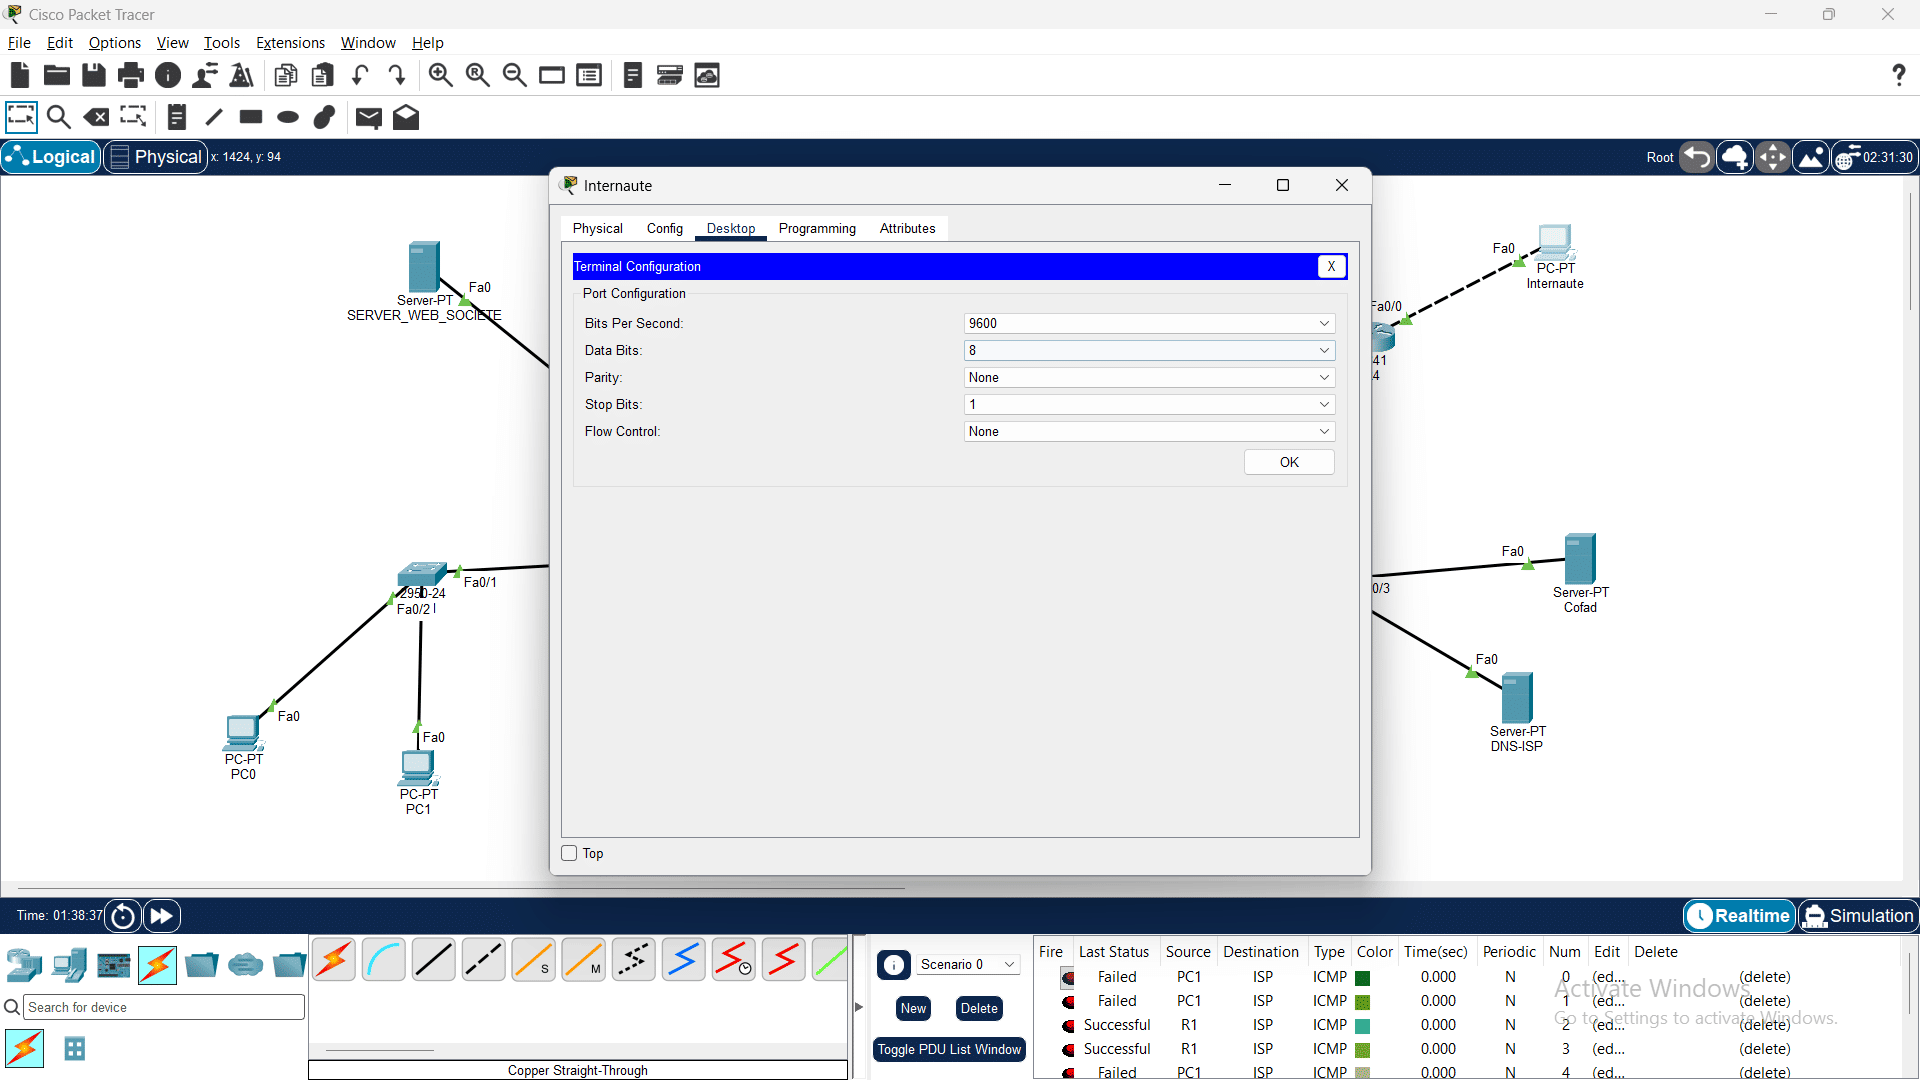 Cisco Packet Tracer
File Edit Options View Tools Extensions Window Help
Logical Physical x: 1424, y: 94 Root 02:31:30
Internaute
Physical Config Desktop Programming Attributes
Terminal Configuration X
Port Configuration
Bits Per Second: 9600
Data Bits: 8
Parity: None
Stop Bits: 1
Flow Control: None
OK
Top
Fa0
Server-PT
SERVER_WEB_SOCIETE
Fa0
PC-PT
Internaute
Fa0/0
41
4
Fa0/1
2950-24
Fa0/2
Fa0
Server-PT
Cofad
0/3
Fa0
Server-PT
DNS-ISP
Fa0
PC-PT
PC0
Fa0
PC-PT
PC1
Time: 01:38:37 Realtime Simulation
S M
Search for device
Copper Straight-Through
Scenario 0
New Delete
Toggle PDU List Window
Fire Last Status Source Destination Type Color Time(sec) Periodic Num Edit Delete
Failed PC1 ISP ICMP 0.000 N 0 (ed... (delete)
Failed PC1 ISP ICMP 0.000 N 1 (ed... (delete)
Successful R1 ISP ICMP 0.000 N 2 (ed... (delete)
Successful R1 ISP ICMP 0.000 N 3 (ed... (delete)
Failed PC1 ISP ICMP 0.000 N 4 (ed... (delete)
Activate Windows
Go to Settings to activate Windows.